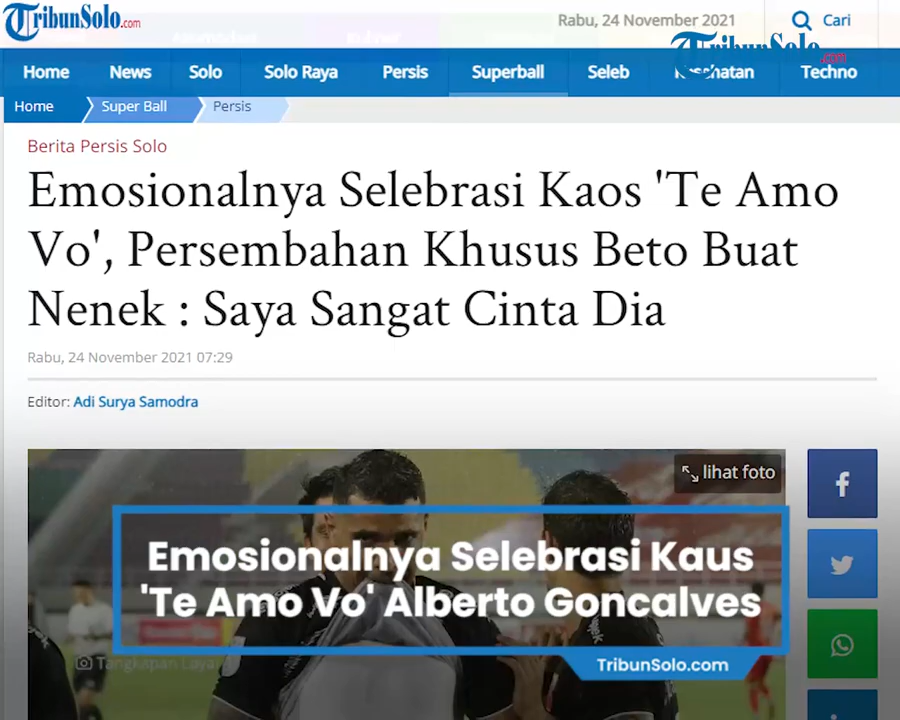 TribunSolo.com
Rabu, 24 November 2021
Cari
TribunSolo.com
Home News Solo Solo Raya Persis Superball Seleb Kesehatan Techno
Home Super Ball Persis
Berita Persis Solo
Emosionalnya Selebrasi Kaos 'Te Amo
Vo', Persembahan Khusus Beto Buat
Nenek : Saya Sangat Cinta Dia
Rabu, 24 November 2021 07:29
Editor: Adi Surya Samodra
lihat foto
Emosionalnya Selebrasi Kaus
'Te Amo Vo' Alberto Goncalves
Tangkapan Layar
TribunSolo.com